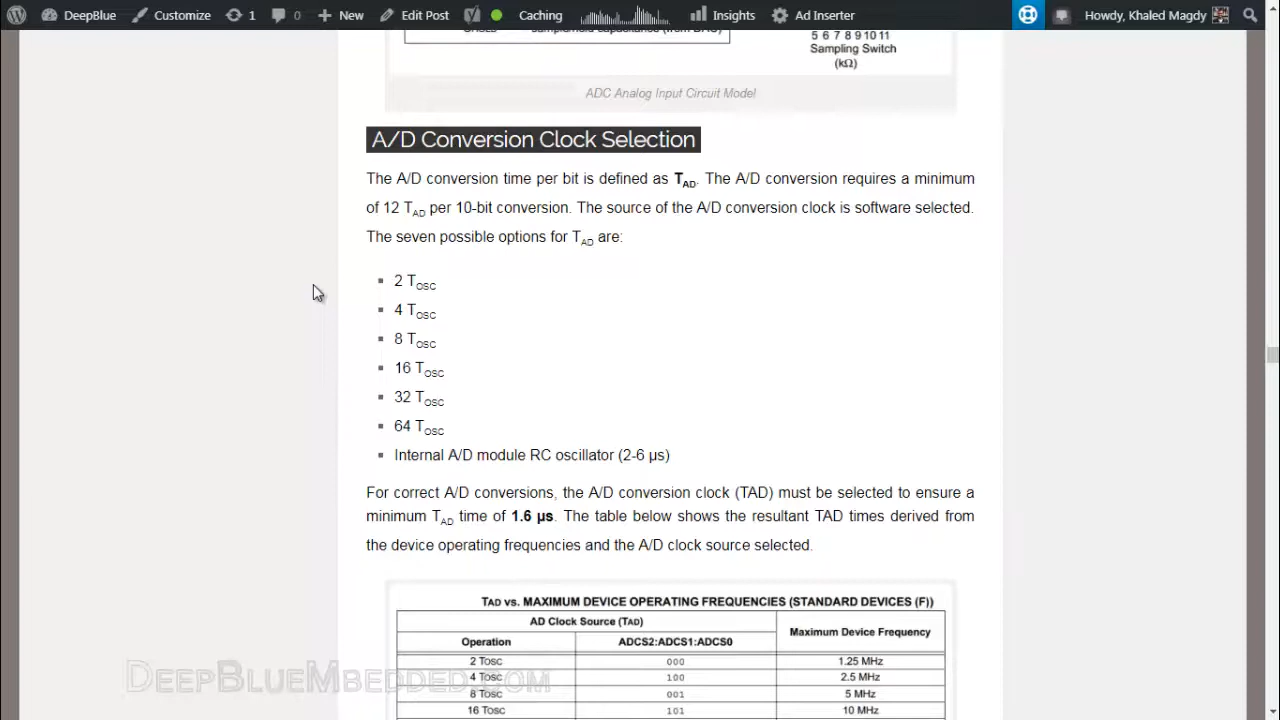 DeepBlue Customize 1 0 New Edit Post Caching Insights Ad Inserter Howdy, Khaled Magdy
5 6 7 8 9 10 11
Sampling Switch
(kΩ)
ADC Analog Input Circuit Model
A/D Conversion Clock Selection
The A/D conversion time per bit is defined as TAD. The A/D conversion requires a minimum
of 12 TAD per 10-bit conversion. The source of the A/D conversion clock is software selected.
The seven possible options for TAD are:
▪ 2 TOSC
▪ 4 TOSC
▪ 8 TOSC
▪ 16 TOSC
▪ 32 TOSC
▪ 64 TOSC
▪ Internal A/D module RC oscillator (2-6 μs)
For correct A/D conversions, the A/D conversion clock (TAD) must be selected to ensure a
minimum TAD time of 1.6 μs. The table below shows the resultant TAD times derived from
the device operating frequencies and the A/D clock source selected.
TAD VS. MAXIMUM DEVICE OPERATING FREQUENCIES (STANDARD DEVICES (F))
AD Clock Source (TAD) Maximum Device Frequency
Operation ADCS2:ADCS1:ADCS0
2 TOSC 000 1.25 MHz
4 TOSC 100 2.5 MHz
8 TOSC 001 5 MHz
16 TOSC 101 10 MHz
DEEPBLUEMBEDDED.COM